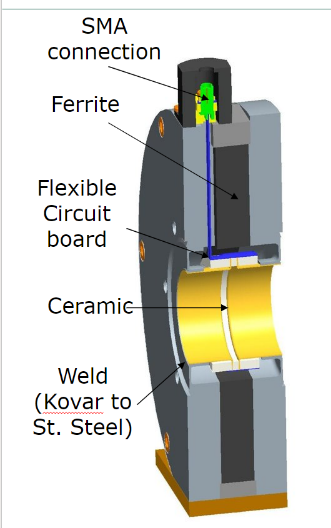 SMA
connection
Ferrite
Flexible
Circuit
board
Ceramic
Weld
(Kovar to
St. Steel)